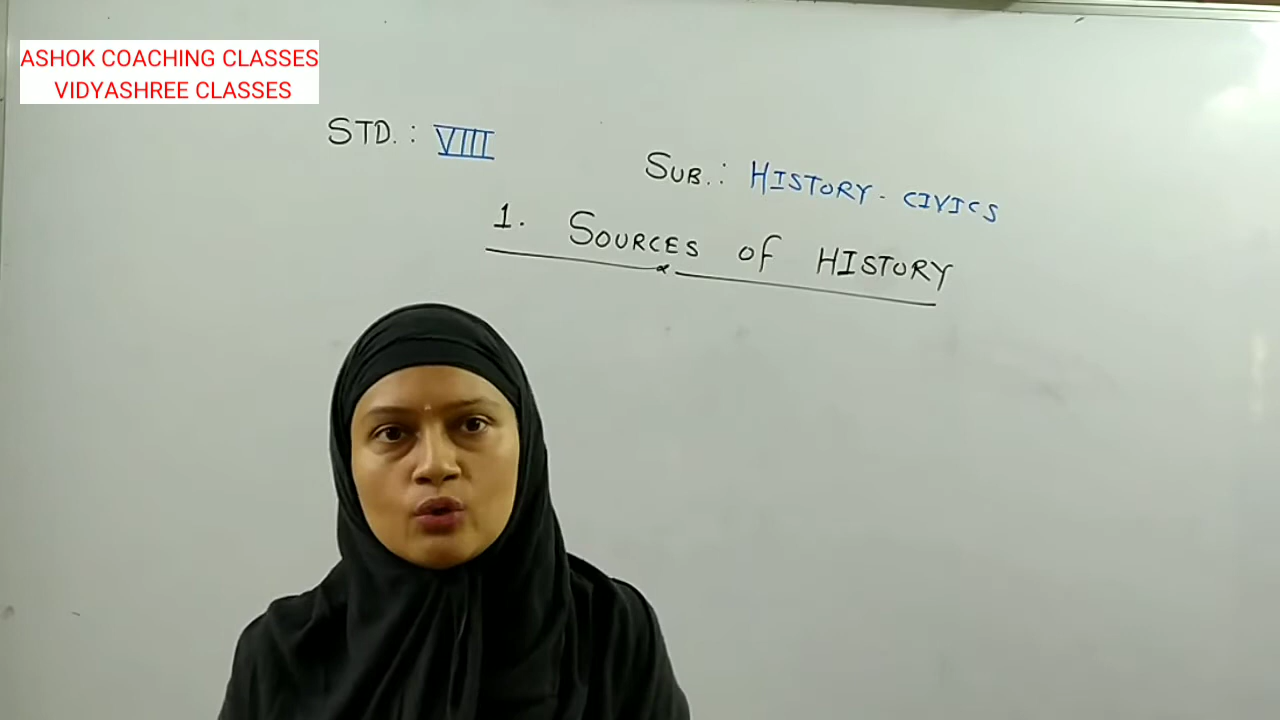 ASHOK COACHING CLASSES
VIDYASHREE CLASSES
STD. : VIII
SUB. : HISTORY - CIVICS
1. SOURCES of HISTORY